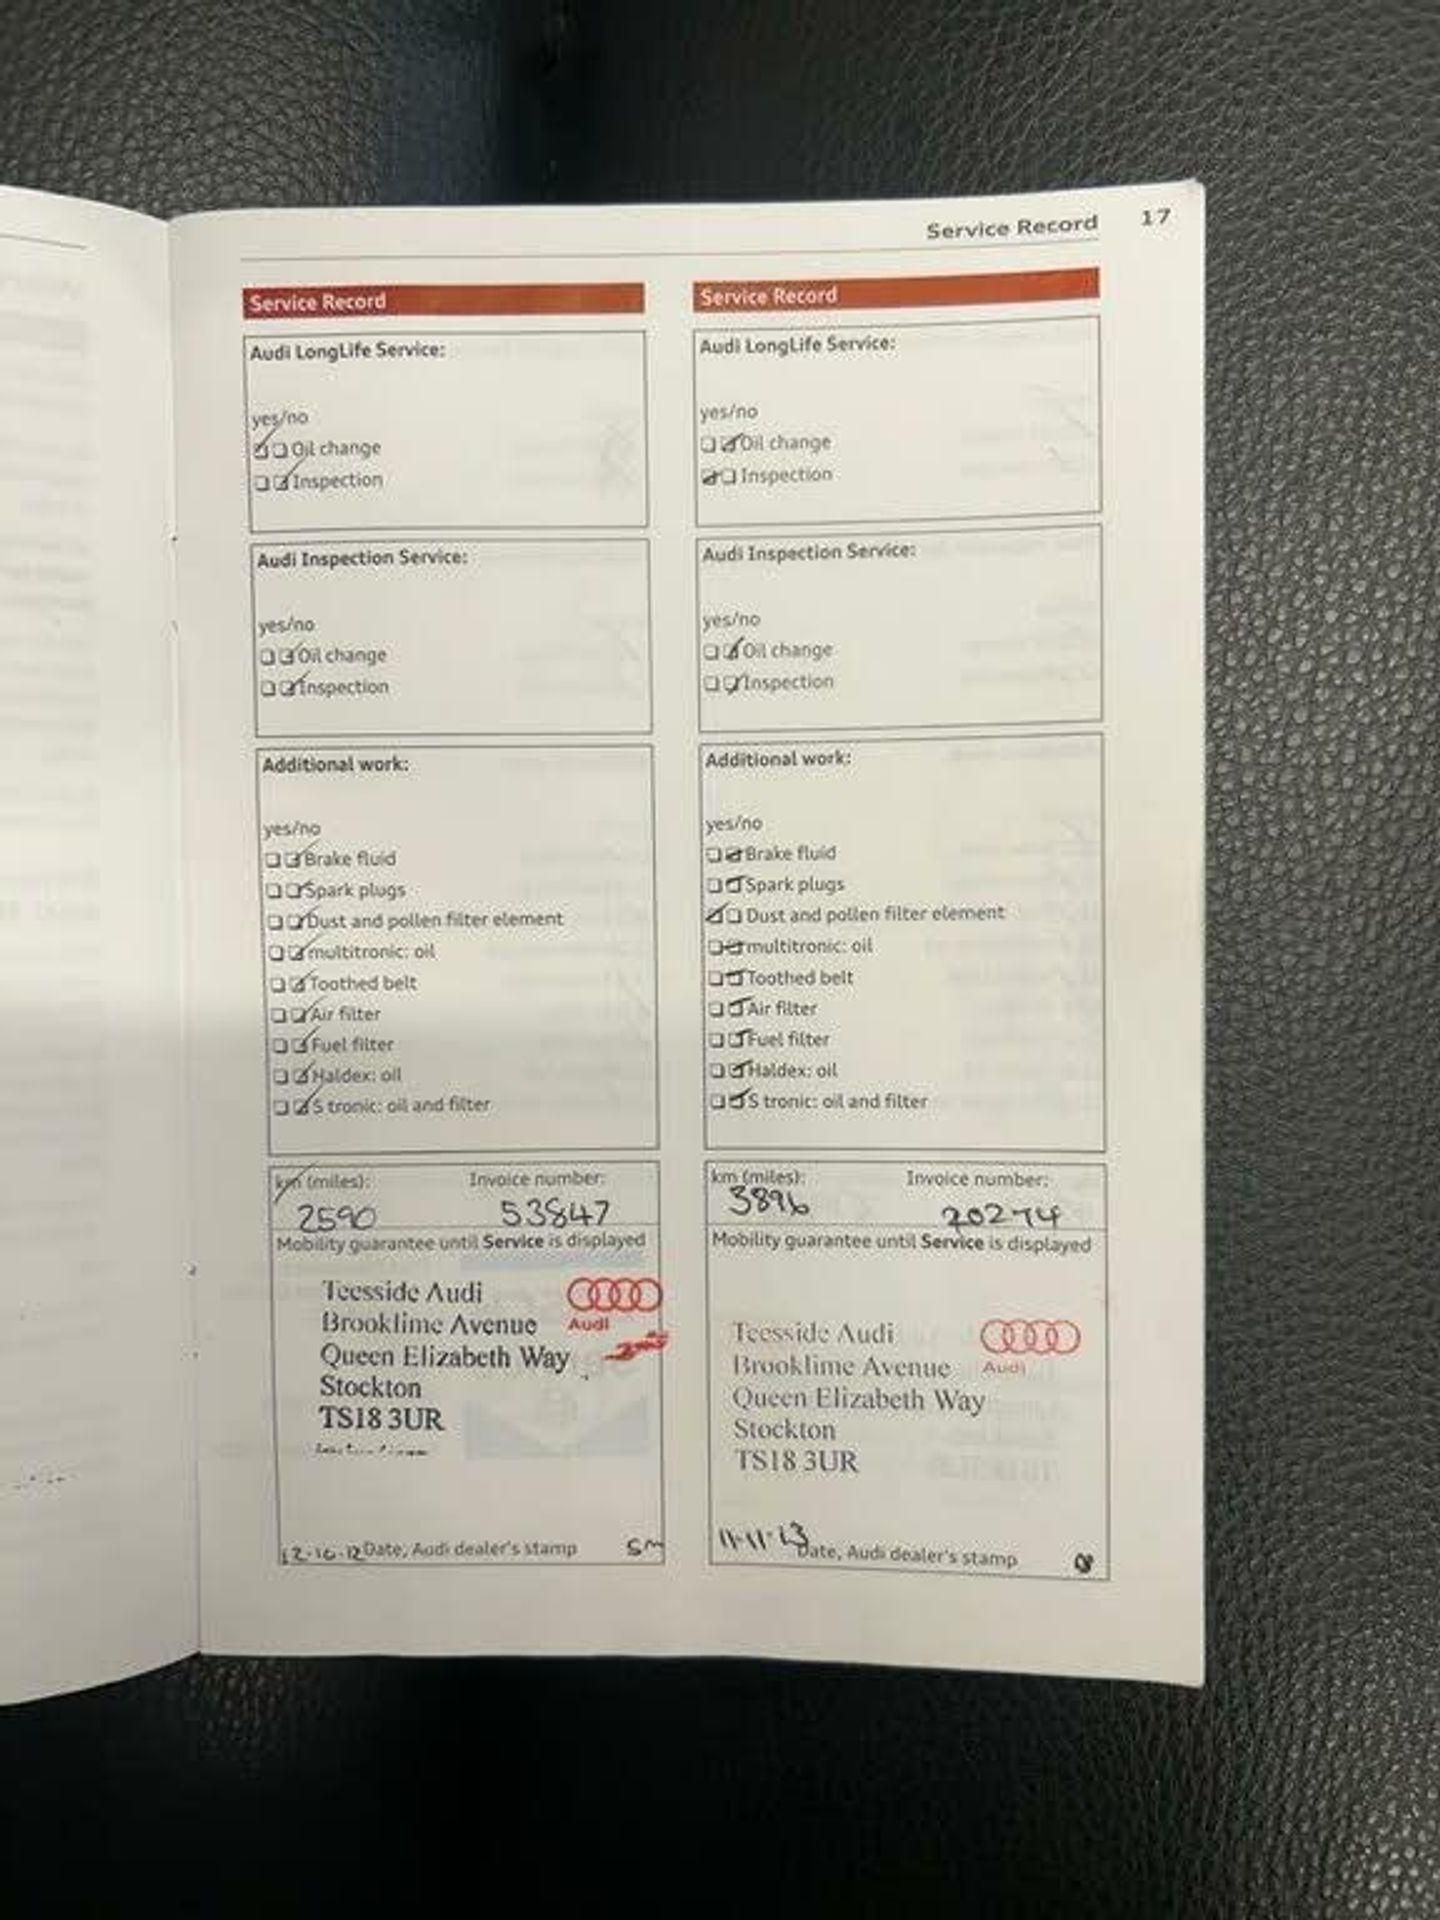 Service Record 17
Service Record
Audi LongLife Service:
yes/no
Oil change
Inspection
Audi Inspection Service:
yes/no
Oil change
Inspection
Additional work:
yes/no
Brake fluid
Spark plugs
Dust and pollen filter element
multitronic: oil
Toothed belt
Air filter
Fuel filter
Haldex: oil
S tronic: oil and filter
km (miles): Invoice number:
2590 53847
Mobility guarantee until Service is displayed
Teesside Audi
Audi
Brooklime Avenue
Queen Elizabeth Way
Stockton
TS18 3UR
12-10-12 Date, Audi dealer's stamp SM
Service Record
Audi LongLife Service:
yes/no
Oil change
Inspection
Audi Inspection Service:
yes/no
Oil change
Inspection
Additional work:
yes/no
Brake fluid
Spark plugs
Dust and pollen filter element
multitronic: oil
Toothed belt
Air filter
Fuel filter
Haldex: oil
S tronic: oil and filter
km (miles): Invoice number:
3896 20274
Mobility guarantee until Service is displayed
Teesside Audi
Audi
Brooklime Avenue
Queen Elizabeth Way
Stockton
TS18 3UR
11-11-13 Date, Audi dealer's stamp